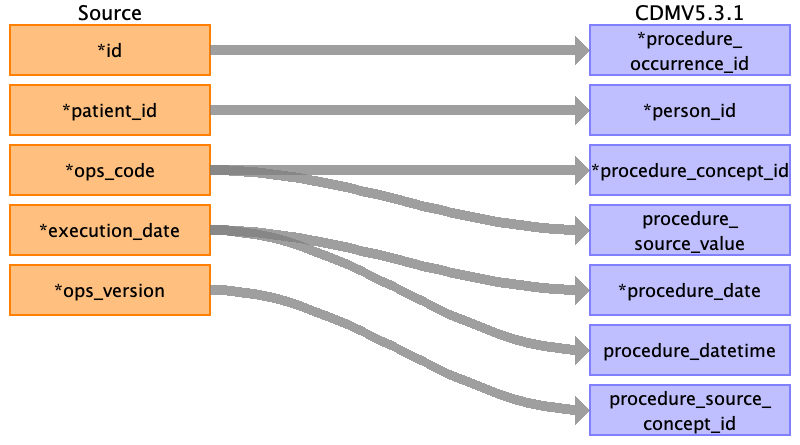 Source
CDMV5.3.1
*id
*procedure_
occurrence_id
*patient_id
*person_id
*ops_code
*procedure_concept_id
*execution_date
procedure_
source_value
*ops_version
*procedure_date
procedure_datetime
procedure_source_
concept_id